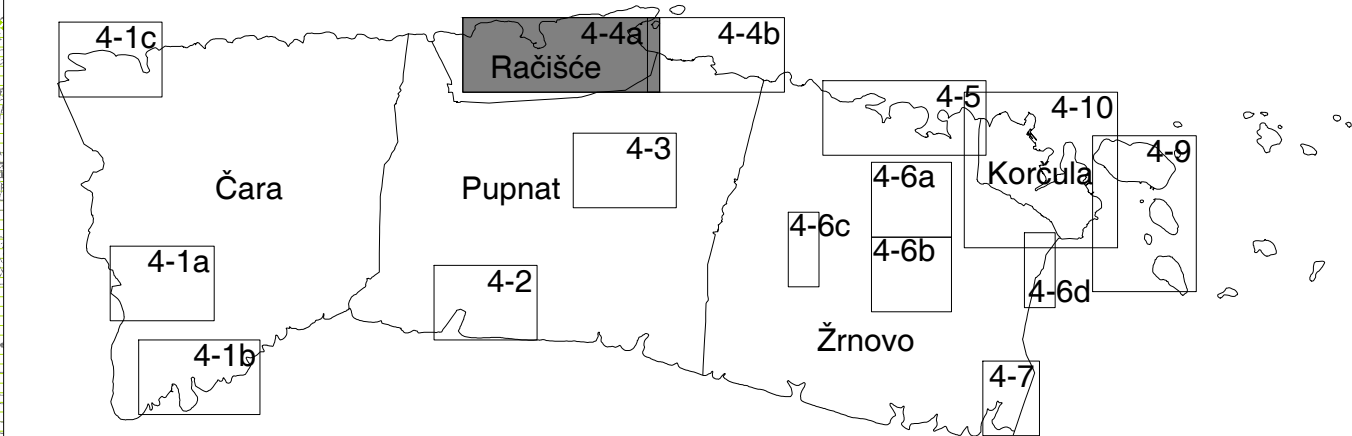 4-1c
4-4a
4-4b
Račišće
4-5
4-10
4-3
4-9
Čara
Pupnat
Korčula
4-6a
4-6c
4-6b
4-1a
4-2
4-6d
Žrnovo
4-1b
4-7